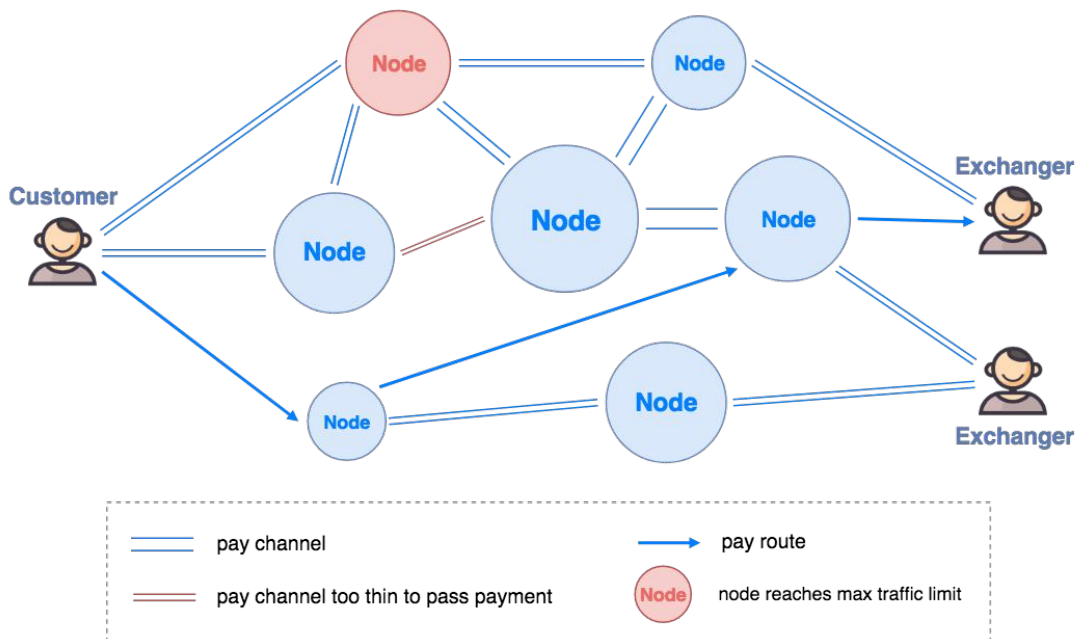 Node
Node
Exchanger
Customer
Node
Node
Node
Node
Node
Exchanger
pay channel
pay route
pay channel too thin to pass payment
Node
node reaches max traffic limit